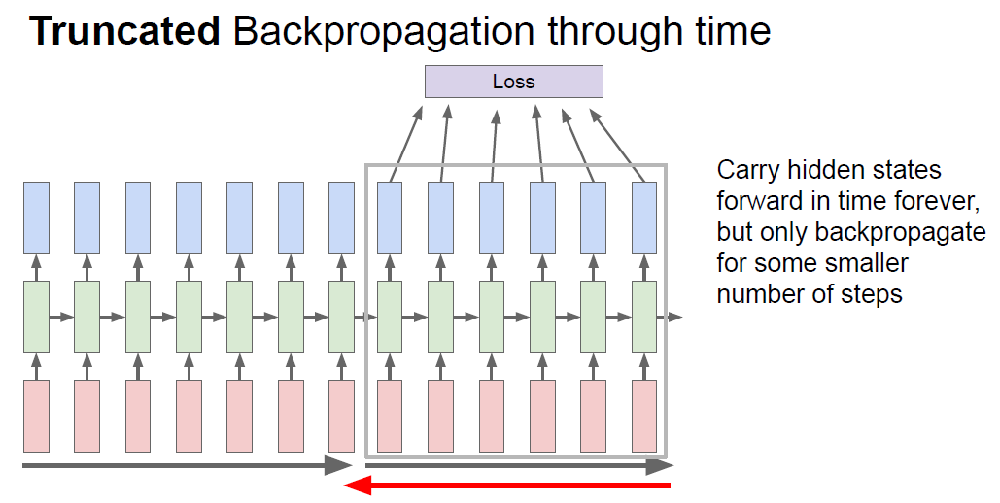 Truncated Backpropagation through time
Loss
Carry hidden states
forward in time forever,
but only backpropagate
for some smaller
number of steps